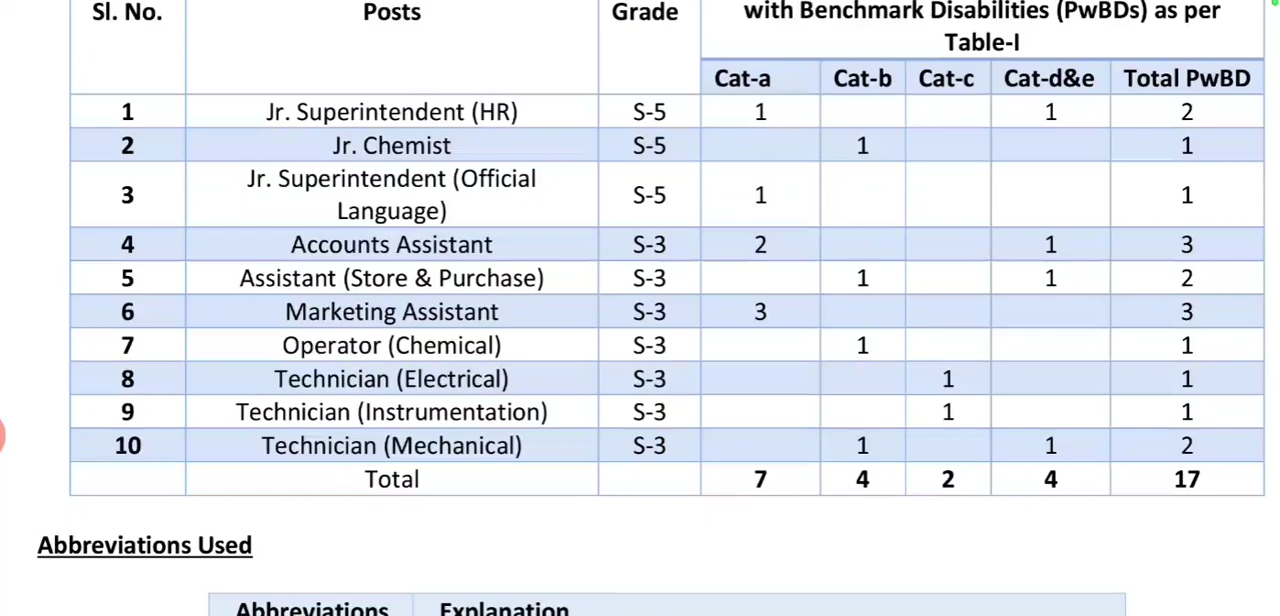 Sl. No. Posts Grade with Benchmark Disabilities (PwBDs) as per
Table-I
Cat-a Cat-b Cat-c Cat-d&e Total PwBD
1 Jr. Superintendent (HR) S-5 1 1 2
2 Jr. Chemist S-5 1 1
3 Jr. Superintendent (Official Language) S-5 1 1
4 Accounts Assistant S-3 2 1 3
5 Assistant (Store & Purchase) S-3 1 1 2
6 Marketing Assistant S-3 3 3
7 Operator (Chemical) S-3 1 1
8 Technician (Electrical) S-3 1 1
9 Technician (Instrumentation) S-3 1 1
10 Technician (Mechanical) S-3 1 1 2
Total 7 4 2 4 17
Abbreviations Used
Abbreviations Explanation